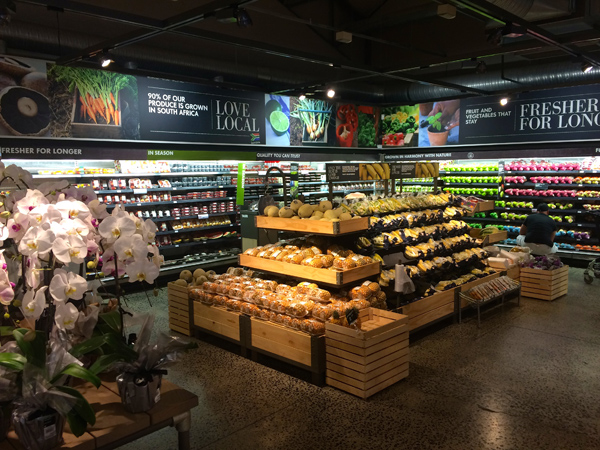 90% OF OUR
PRODUCE IS GROWN
IN SOUTH AFRICA
LOVE
LOCAL
FRUIT AND
VEGETABLES THAT
STAY
FRESHER
FOR LONG
FRESHER FOR LONGER
IN SEASON
QUALITY YOU CAN TRUST
GROWN IN HARMONY WITH NATURE